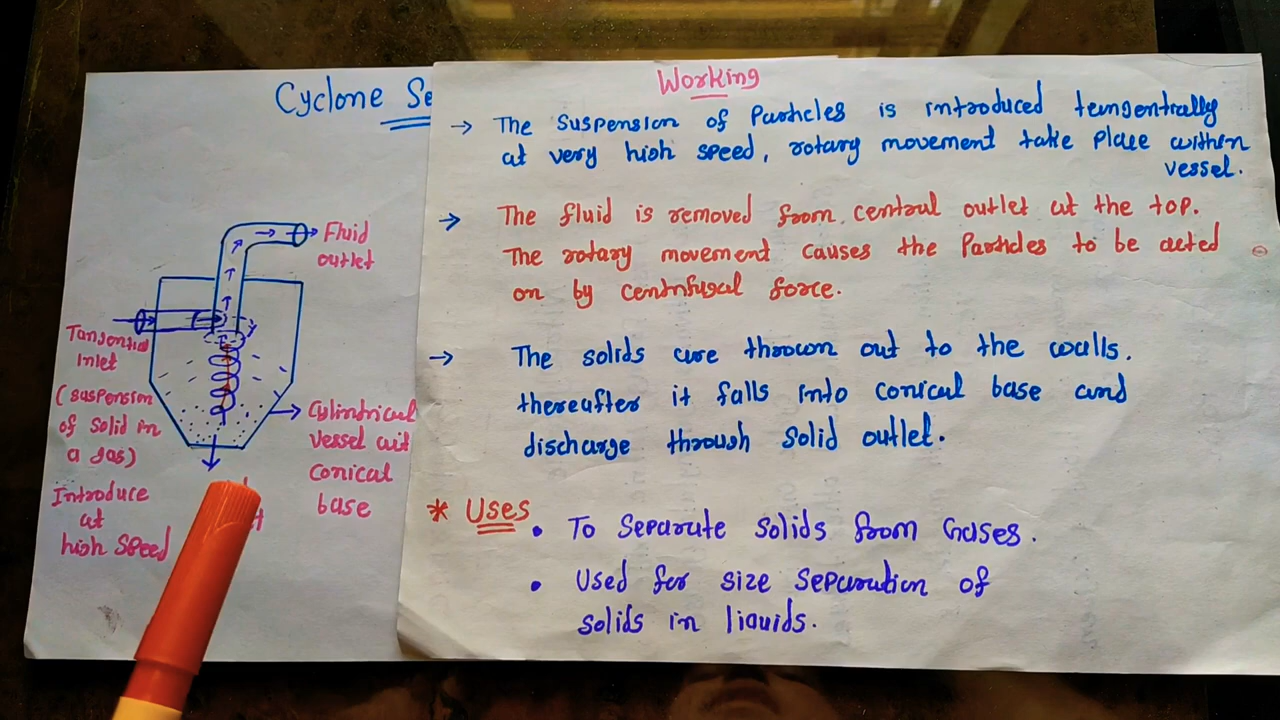 Cyclone Se
Fluid
outlet
Tangential
inlet
(suspension
of solid in
a gas)
Introduce
at
high speed
Cylindrical
vessel wit
conical
base
Working
→ The suspension of Particles is introduced tengentrally
at very high speed, rotary movement take place within
vessel.
→ The fluid is removed from central outlet at the top.
The rotary movement causes the Particles to be acted
on by centrifugal force.
→ The solids are thrown out to the walls.
thereafter it falls into conical base and
discharge through solid outlet.
* Uses
• To Separate solids from Gases.
• Used for size separation of
solids in liquids.